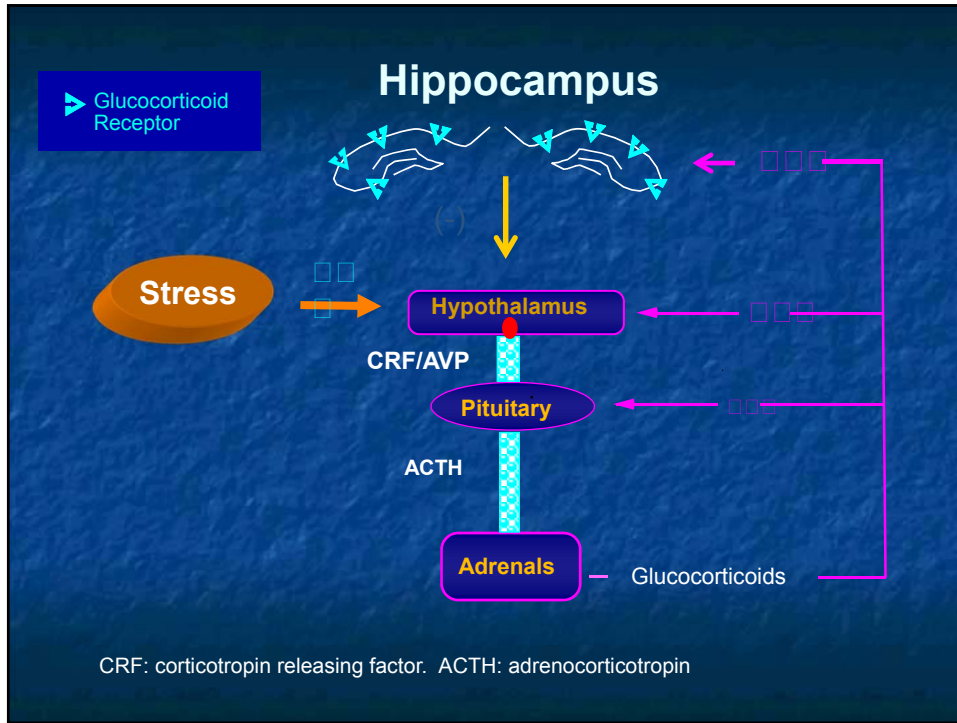 Hippocampus
Glucocorticoid
Receptor
(-)
Stress
Hypothalamus
CRF/AVP
Pituitary
ACTH
Adrenals
Glucocorticoids
CRF: corticotropin releasing factor. ACTH: adrenocorticotropin